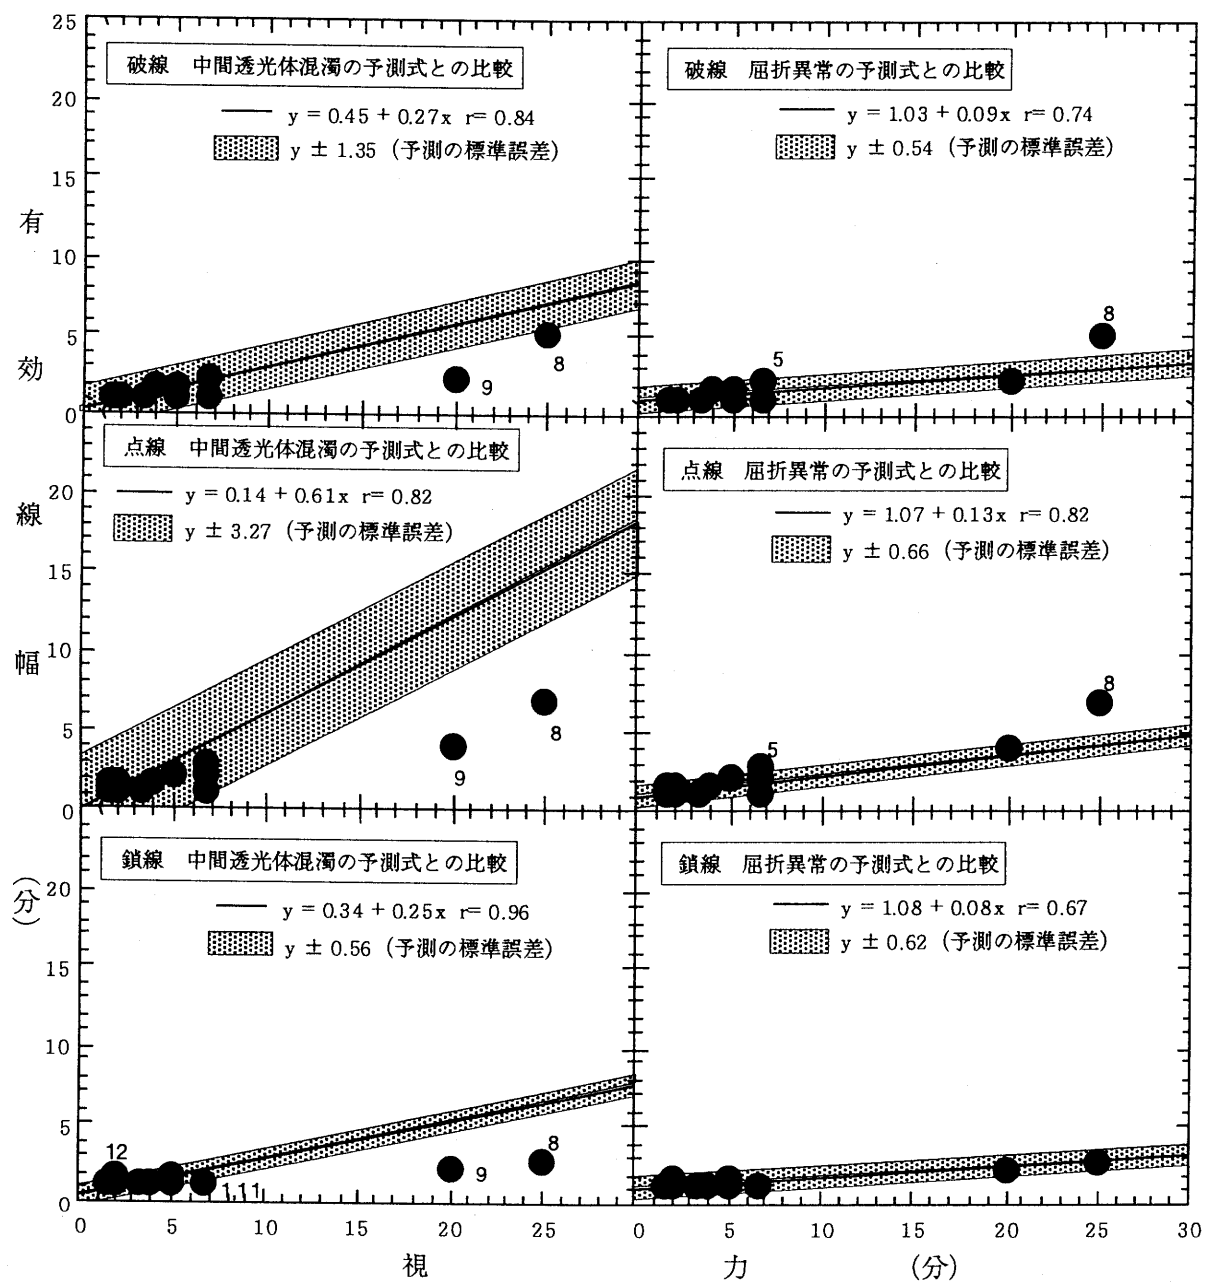 破線 中間透光体混濁の予測式との比較
y = 0.45 + 0.27x r= 0.84
y ± 1.35 (予測の標準誤差)
25
20
15
10
5
0
8
9
破線 屈折異常の予測式との比較
y = 1.03 + 0.09x r= 0.74
y ± 0.54 (予測の標準誤差)
5
8
点線 中間透光体混濁の予測式との比較
y = 0.14 + 0.61x r= 0.82
y ± 3.27 (予測の標準誤差)
20
15
10
5
0
8
9
点線 屈折異常の予測式との比較
y = 1.07 + 0.13x r= 0.82
y ± 0.66 (予測の標準誤差)
5
8
鎖線 中間透光体混濁の予測式との比較
y = 0.34 + 0.25x r= 0.96
y ± 0.56 (予測の標準誤差)
20
15
10
5
0
12
1,11
9
8
鎖線 屈折異常の予測式との比較
y = 1.08 + 0.08x r= 0.67
y ± 0.62 (予測の標準誤差)
0 5 10 15 20 25 0 5 10 15 20 25 30
有効線幅(分)
視力(分)